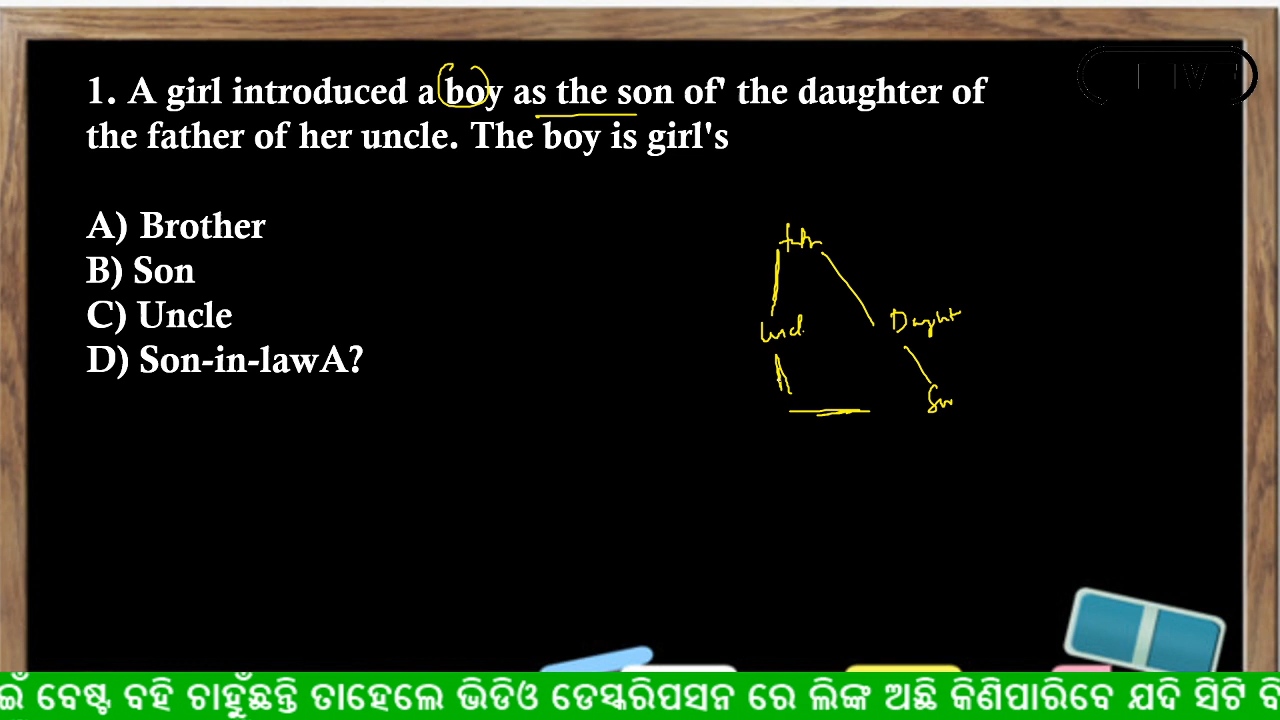 1. A girl introduced a boy as the son of' the daughter of
the father of her uncle. The boy is girl's
A) Brother
B) Son
C) Uncle
D) Son-in-lawA?
LIVE
Uncl.
Daught
Son
ବେଷ୍ଟ ବହି ଚାହୁଁଛନ୍ତି ତାହେଲେ ଭିଡିଓ ଡେସ୍କରିପସନ ରେ ଲିଙ୍କ ଅଛି କିଣିପାରିବେ ଯଦି ସିଟି